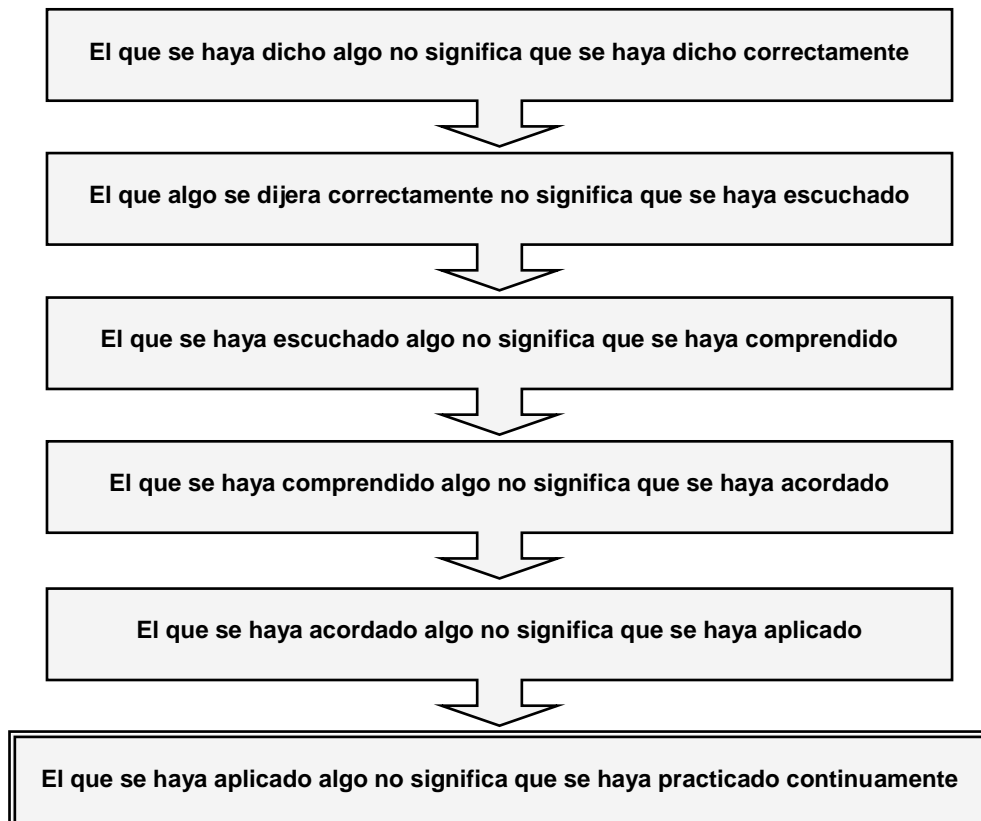 El que se haya dicho algo no significa que se haya dicho correctamente
El que algo se dijera correctamente no significa que se haya escuchado
El que se haya escuchado algo no significa que se haya comprendido
El que se haya comprendido algo no significa que se haya acordado
El que se haya acordado algo no significa que se haya aplicado
El que se haya aplicado algo no significa que se haya practicado continuamente